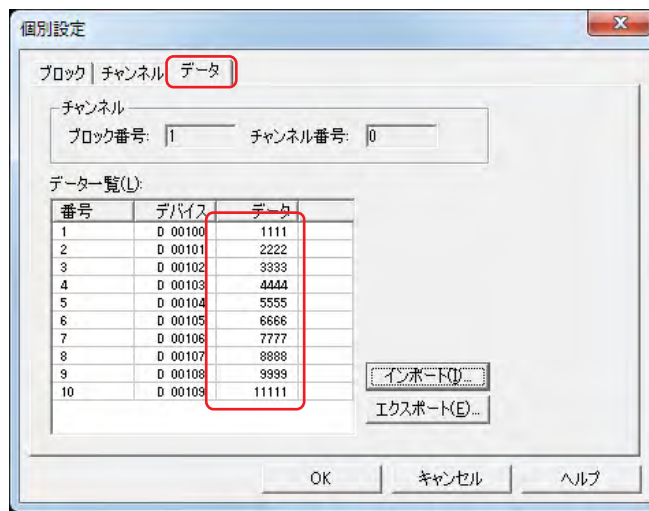 個別設定
ブロック チャンネル データ
チャンネル
ブロック番号: 1 チャンネル番号: 0
データ一覧(L):
番号 デバイス データ
1 D 00100 1111
2 D 00101 2222
3 D 00102 3333
4 D 00103 4444
5 D 00104 5555
6 D 00105 6666
7 D 00106 7777
8 D 00107 8888
9 D 00108 9999
10 D 00109 11111
インポート(I)...
エクスポート(E)...
OK キャンセル ヘルプ